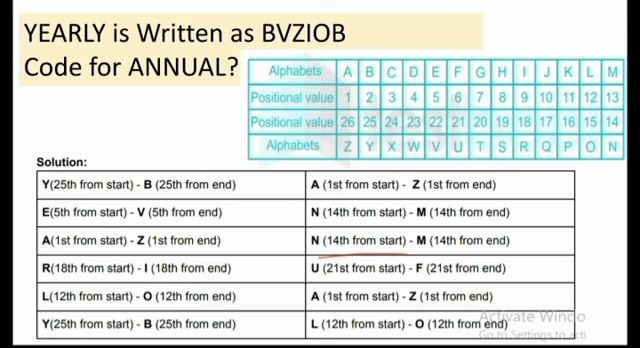 YEARLY is Written as BVZIOB
Code for ANNUAL?
Alphabets A B C D E F G H I J K L M
Positional value 1 2 3 4 5 6 7 8 9 10 11 12 13
Positional value 26 25 24 23 22 21 20 19 18 17 16 15 14
Alphabets Z Y X W V U T S R Q P O N
Solution:
Y(25th from start) - B (25th from end) A (1st from start) - Z (1st from end)
E(5th from start) - V (5th from end) N (14th from start) - M (14th from end)
A(1st from start) - Z (1st from end) N (14th from start) - M (14th from end)
R(18th from start) - I (18th from end) U (21st from start) - F (21st from end)
L(12th from start) - O (12th from end) A (1st from start) - Z (1st from end)
Y(25th from start) - B (25th from end) L (12th from start) - O (12th from end)
Activate Windo
Go to Settings to acti